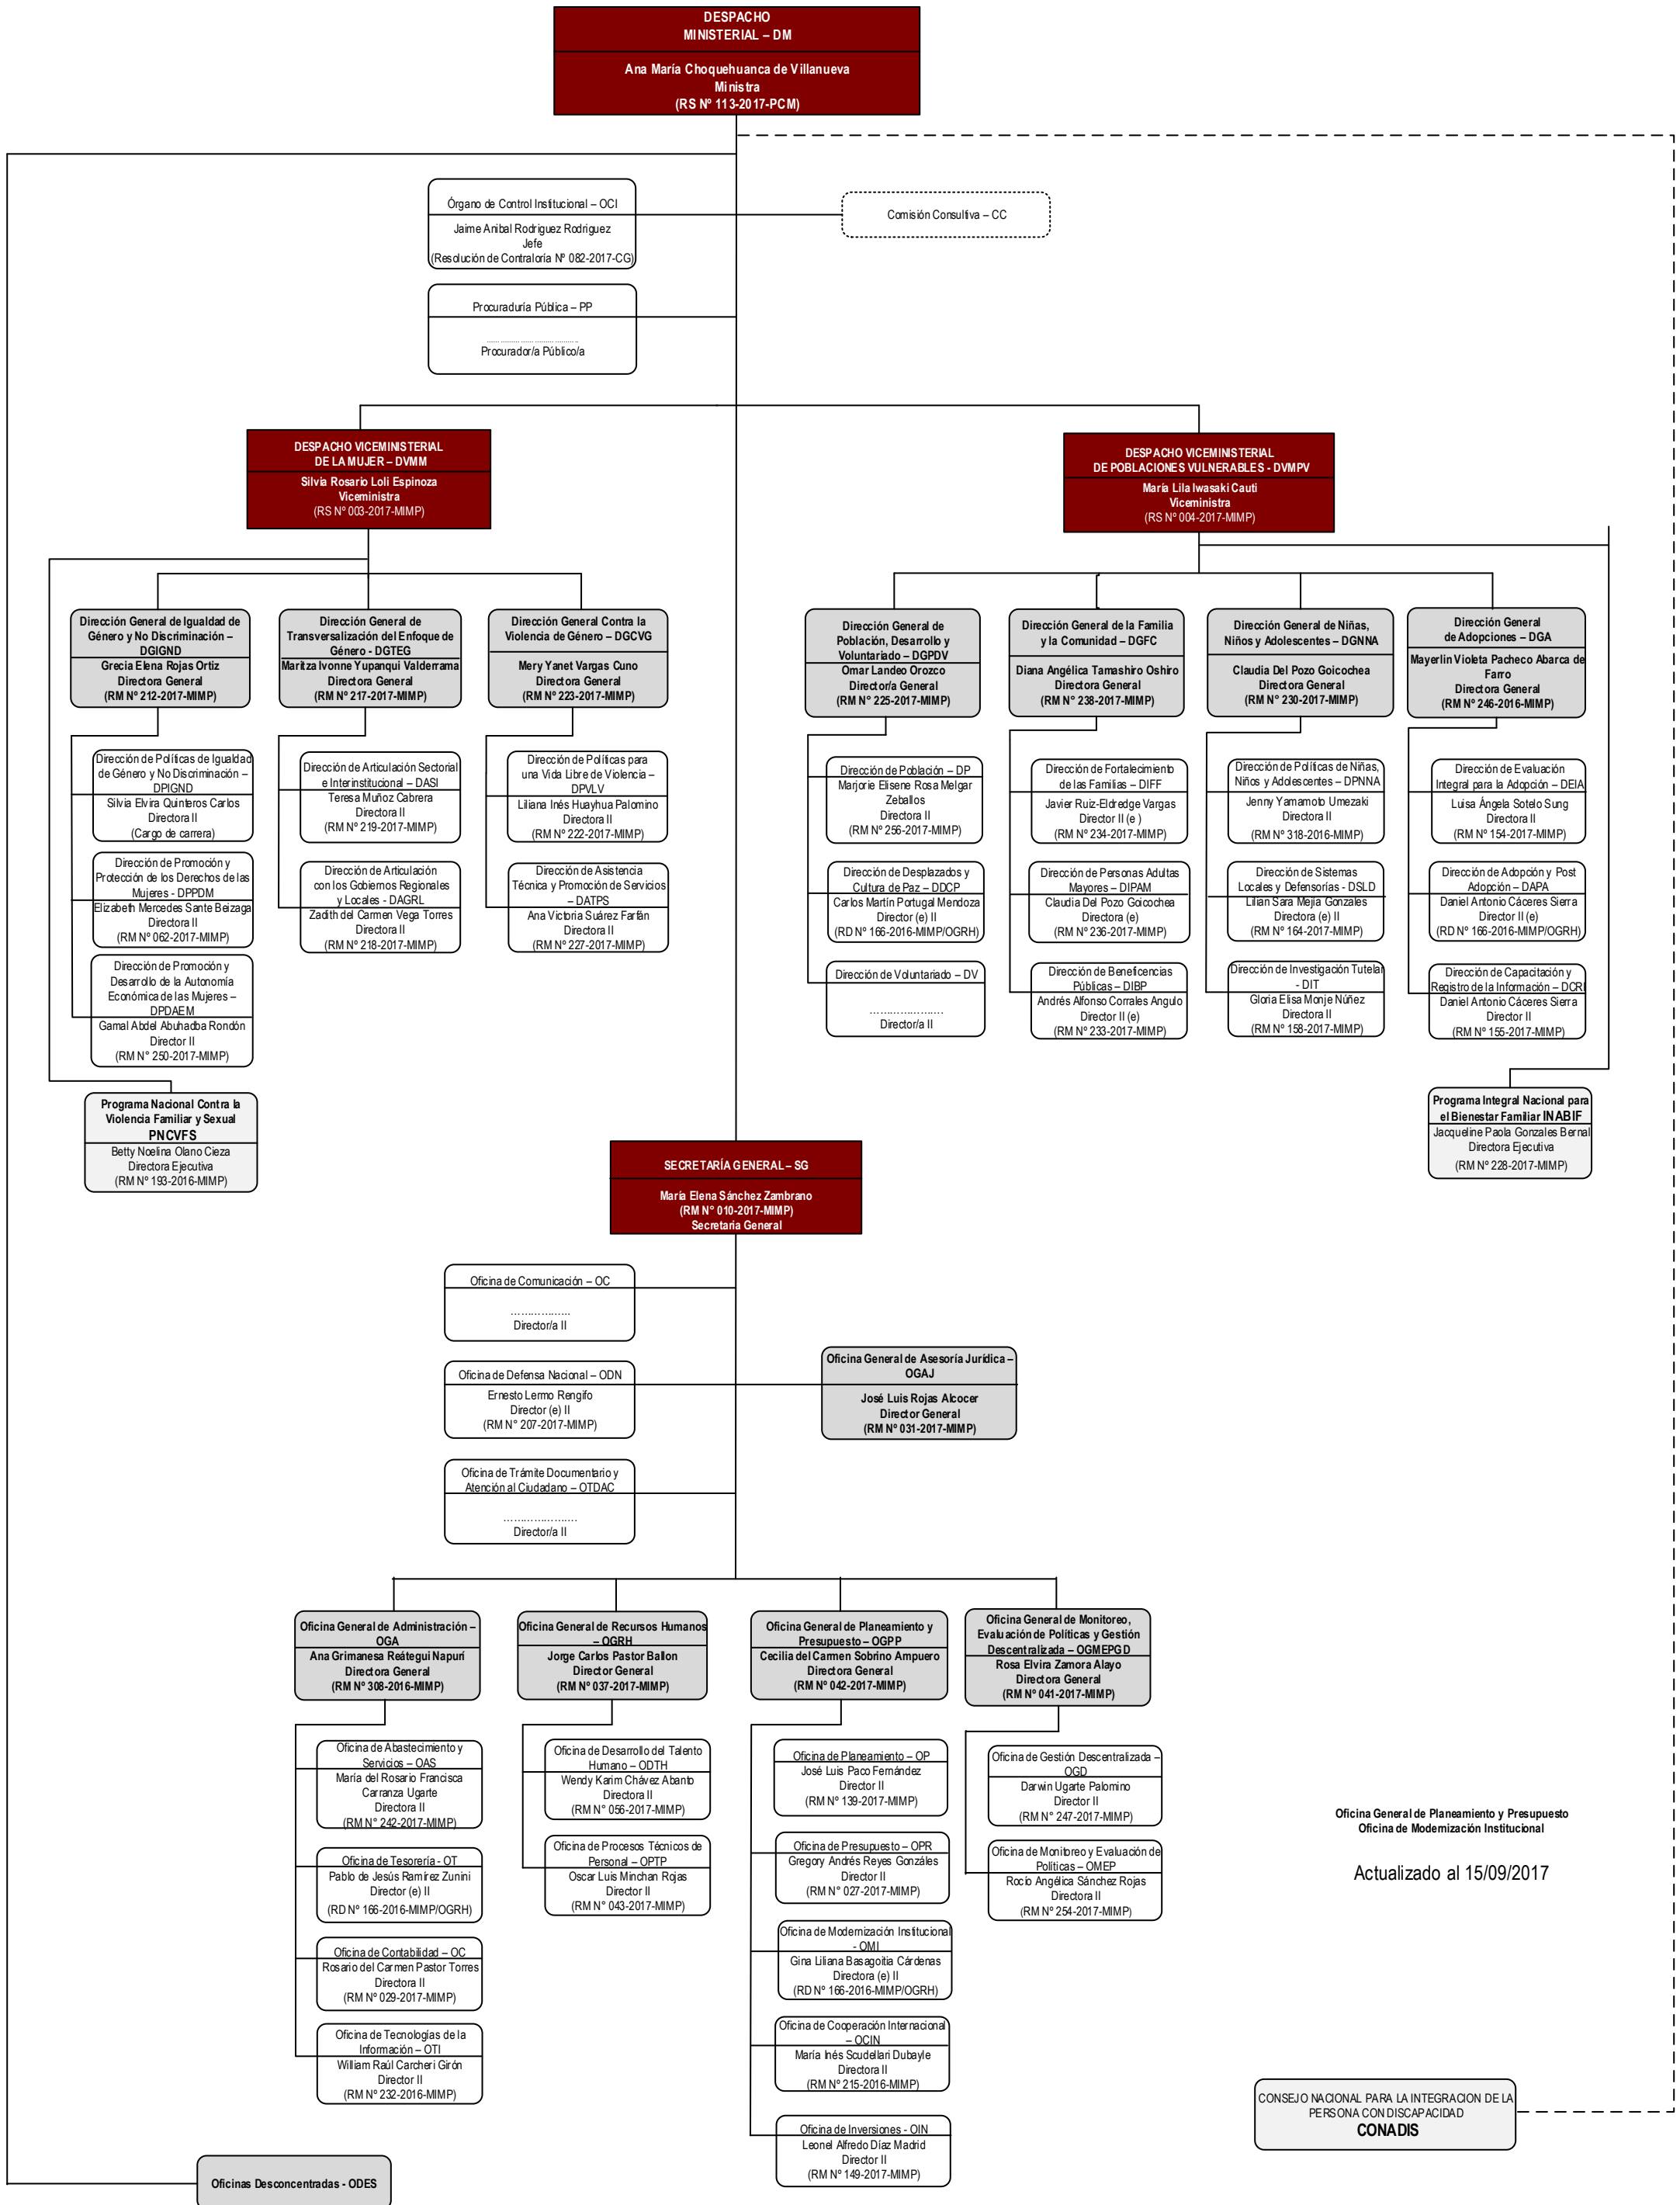 DESPACHO
MINISTERIAL – DM
Ana María Choquehuanca de Villanueva
Ministra
(RS Nº 113-2017-PCM)
Órgano de Control Institucional – OCI
Jaime Anibal Rodriguez Rodriguez
Jefe
(Resolución de Contraloría Nº 082-2017-CG)
Comisión Consultiva – CC
Procuraduría Pública – PP
....................................
Procurador/a Público/a
DESPACHO VICEMINISTERIAL
DE LA MUJER – DVMM
Silvia Rosario Loli Espinoza
Viceministra
(RS Nº 003-2017-MIMP)
DESPACHO VICEMINISTERIAL
DE POBLACIONES VULNERABLES - DVMPV
María Lila Iwasaki Cauti
Viceministra
(RS Nº 004-2017-MIMP)
Dirección General de Igualdad de
Género y No Discriminación –
DGIGND
Grecia Elena Rojas Ortiz
Directora General
(RM Nº 212-2017-MIMP)
Dirección General de
Transversalización del Enfoque de
Género - DGTEG
Maritza Ivonne Yupanqui Valderrama
Directora General
(RM Nº 217-2017-MIMP)
Dirección General Contra la
Violencia de Género – DGCVG
Mery Yanet Vargas Cuno
Directora General
(RM Nº 223-2017-MIMP)
Dirección General de
Población, Desarrollo y
Voluntariado – DGPDV
Omar Landeo Orozco
Director/a General
(RM N° 225-2017-MIMP)
Dirección General de la Familia
y la Comunidad – DGFC
Diana Angélica Tamashiro Oshiro
Directora General
(RM N° 238-2017-MIMP)
Dirección General de Niñas,
Niños y Adolescentes – DGNNA
Claudia Del Pozo Goicochea
Directora General
(RM N° 230-2017-MIMP)
Dirección General
de Adopciones – DGA
Mayerlin Violeta Pacheco Abarca de
Farro
Directora General
(RM Nº 246-2016-MIMP)
Dirección de Políticas de Igualdad
de Género y No Discriminación –
DPIGND
Silvia Elvira Quinteros Carlos
Directora II
(Cargo de carrera)
Dirección de Promoción y
Protección de los Derechos de las
Mujeres - DPPDM
Elizabeth Mercedes Sante Beizaga
Directora II
(RM Nº 062-2017-MIMP)
Dirección de Promoción y
Desarrollo de la Autonomía
Económica de las Mujeres –
DPDAEM
Gamal Abdel Abuhadba Rondón
Director II
(RM N° 250-2017-MIMP)
Dirección de Articulación Sectorial
e Interinstitucional – DASI
Teresa Muñoz Cabrera
Directora II
(RM Nº 219-2017-MIMP)
Dirección de Articulación
con los Gobiernos Regionales
y Locales - DAGRL
Zadith del Carmen Vega Torres
Directora II
(RM Nº 218-2017-MIMP)
Dirección de Políticas para
una Vida Libre de Violencia –
DPVLV
Liliana Inés Huayhua Palomino
Directora II
(RM Nº 222-2017-MIMP)
Dirección de Asistencia
Técnica y Promoción de Servicios
– DATPS
Ana Victoria Suárez Farfán
Directora II
(RM Nº 227-2017-MIMP)
Dirección de Población – DP
Marjorie Elisene Rosa Melgar
Zeballos
Directora II
(RM N° 256-2017-MIMP)
Dirección de Desplazados y
Cultura de Paz – DDCP
Carlos Martín Portugal Mendoza
Director (e) II
(RD N° 166-2016-MIMP/OGRH)
Dirección de Voluntariado – DV
......................
Director/a II
Dirección de Fortalecimiento
de las Familias – DIFF
Javier Ruiz-Eldredge Vargas
Director II (e )
(RM N° 234-2017-MIMP)
Dirección de Personas Adultas
Mayores – DIPAM
Claudia Del Pozo Goicochea
Directora (e)
(RM N° 236-2017-MIMP)
Dirección de Beneficencias
Públicas – DIBP
Andrés Alfonso Corrales Angulo
Director II (e)
(RM N° 233-2017-MIMP)
Dirección de Políticas de Niñas,
Niños y Adolescentes – DPNNA
Jenny Yamamoto Umezaki
Directora II
(RM Nº 318-2016-MIMP)
Dirección de Sistemas
Locales y Defensorías - DSLD
Lilian Sara Mejía Gonzales
Directora (e) II
(RM N° 164-2017-MIMP)
Dirección de Investigación Tutelar
- DIT
Gloria Elisa Monje Núñez
Directora II
(RM N° 158-2017-MIMP)
Dirección de Evaluación
Integral para la Adopción – DEIA
Luisa Ángela Sotelo Sung
Directora II
(RM N° 154-2017-MIMP)
Dirección de Adopción y Post
Adopción – DAPA
Daniel Antonio Cáceres Sierra
Director II (e)
(RD Nº 166-2016-MIMP/OGRH)
Dirección de Capacitación y
Registro de la Información – DCRI
Daniel Antonio Cáceres Sierra
Director II
(RM N° 155-2017-MIMP)
Programa Nacional Contra la
Violencia Familiar y Sexual
PNCVFS
Betty Noelina Olano Cieza
Directora Ejecutiva
(RM Nº 193-2016-MIMP)
Programa Integral Nacional para
el Bienestar Familiar INABIF
Jacqueline Paola Gonzales Bernal
Directora Ejecutiva
(RM N° 228-2017-MIMP)
SECRETARÍA GENERAL – SG
María Elena Sánchez Zambrano
(RM N° 010-2017-MIMP)
Secretaria General
Oficina de Comunicación – OC
..................
Director/a II
Oficina de Defensa Nacional – ODN
Ernesto Lermo Rengifo
Director (e) II
(RM N° 207-2017-MIMP)
Oficina General de Asesoría Jurídica –
OGAJ
José Luis Rojas Alcocer
Director General
(RM Nº 031-2017-MIMP)
Oficina de Trámite Documentario y
Atención al Ciudadano – OTDAC
......................
Director/a II
Oficina General de Administración –
OGA
Ana Grimanesa Reátegui Napurí
Directora General
(RM Nº 308-2016-MIMP)
Oficina General de Recursos Humanos
– OGRH
Jorge Carlos Pastor Ballon
Director General
(RM Nº 037-2017-MIMP)
Oficina General de Planeamiento y
Presupuesto – OGPP
Cecilia del Carmen Sobrino Ampuero
Directora General
(RM Nº 042-2017-MIMP)
Oficina General de Monitoreo,
Evaluación de Políticas y Gestión
Descentralizada – OGMEPGD
Rosa Elvira Zamora Alayo
Directora General
(RM Nº 041-2017-MIMP)
Oficina de Abastecimiento y
Servicios – OAS
María del Rosario Francisca
Carranza Ugarte
Directora II
(RM N° 242-2017-MIMP)
Oficina de Tesorería - OT
Pablo de Jesús Ramírez Zunini
Director (e) II
(RD Nº 166-2016-MIMP/OGRH)
Oficina de Contabilidad – OC
Rosario del Carmen Pastor Torres
Directora II
(RM Nº 029-2017-MIMP)
Oficina de Tecnologías de la
Información – OTI
William Raúl Carcheri Girón
Director II
(RM Nº 232-2016-MIMP)
Oficina de Desarrollo del Talento
Humano – ODTH
Wendy Karim Chávez Abanto
Directora II
(RM N° 056-2017-MIMP)
Oficina de Procesos Técnicos de
Personal – OPTP
Oscar Luis Minchan Rojas
Director II
(RM Nº 043-2017-MIMP)
Oficina de Planeamiento – OP
José Luis Paco Fernández
Director II
(RM N° 139-2017-MIMP)
Oficina de Presupuesto – OPR
Gregory Andrés Reyes Gonzáles
Director II
(RM N° 027-2017-MIMP)
Oficina de Modernización Institucional
- OMI
Gina Liliana Basagoitia Cárdenas
Directora (e) II
(RD Nº 166-2016-MIMP/OGRH)
Oficina de Cooperación Internacional
– OCIN
María Inés Scudellari Dubayle
Directora II
(RM Nº 215-2016-MIMP)
Oficina de Inversiones - OIN
Leonel Alfredo Díaz Madrid
Director II
(RM Nº 149-2017-MIMP)
Oficina de Gestión Descentralizada –
OGD
Darwin Ugarte Palomino
Director II
(RM N° 247-2017-MIMP)
Oficina de Monitoreo y Evaluación de
Políticas – OMEP
Rocío Angélica Sánchez Rojas
Directora II
(RM N° 254-2017-MIMP)
Oficina General de Planeamiento y Presupuesto
Oficina de Modernización Institucional
Actualizado al 15/09/2017
CONSEJO NACIONAL PARA LA INTEGRACION DE LA
PERSONA CON DISCAPACIDAD
CONADIS
Oficinas Desconcentradas - ODES